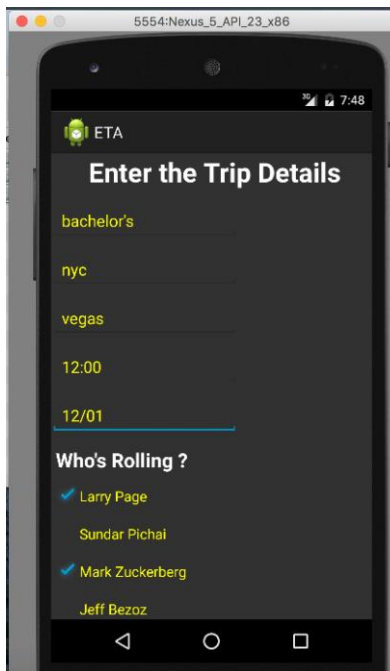 5554:Nexus_5_API_23_x86
3G 7:48
ETA
Enter the Trip Details
bachelor's
nyc
vegas
12:00
12/01
Who's Rolling ?
Larry Page
Sundar Pichai
Mark Zuckerberg
Jeff Bezoz